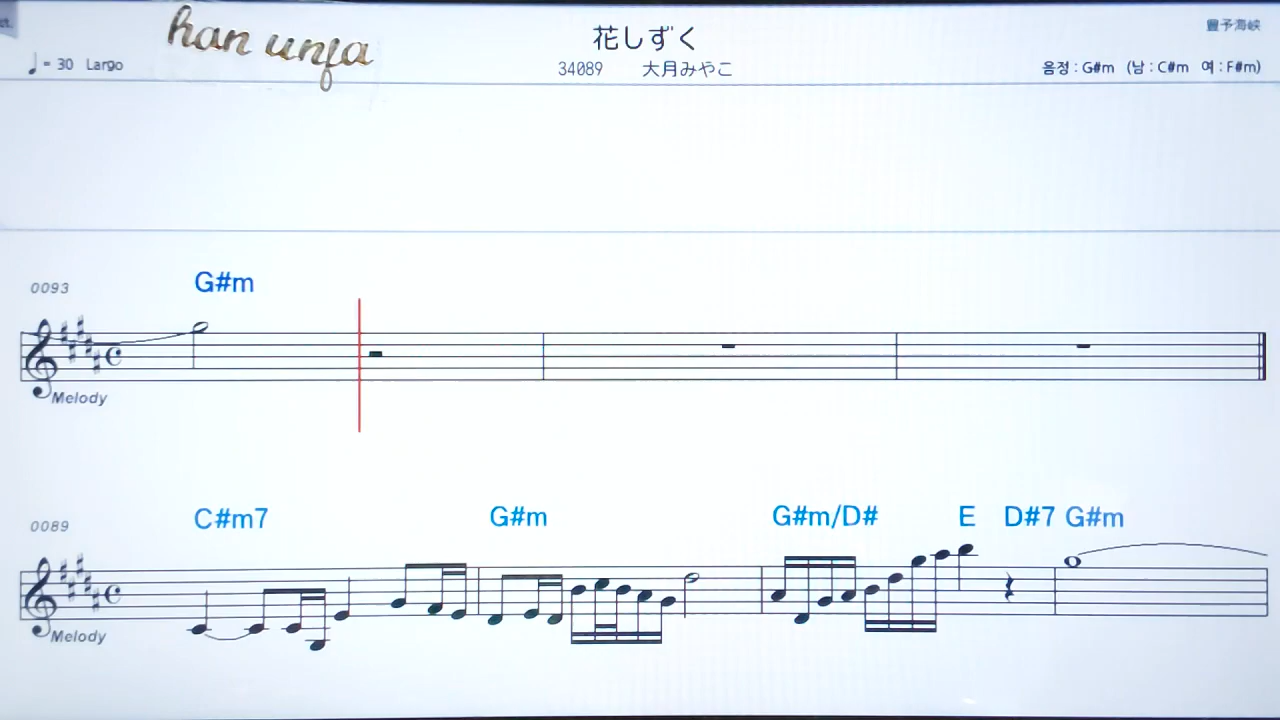 han unfa
花しずく
豊予海峡
♩= 30 Largo
34089 大月みやこ
음정 : G#m (남 : C#m 여 : F#m)
0093
G#m
Melody
0089
C#m7 G#m G#m/D# E D#7 G#m
Melody